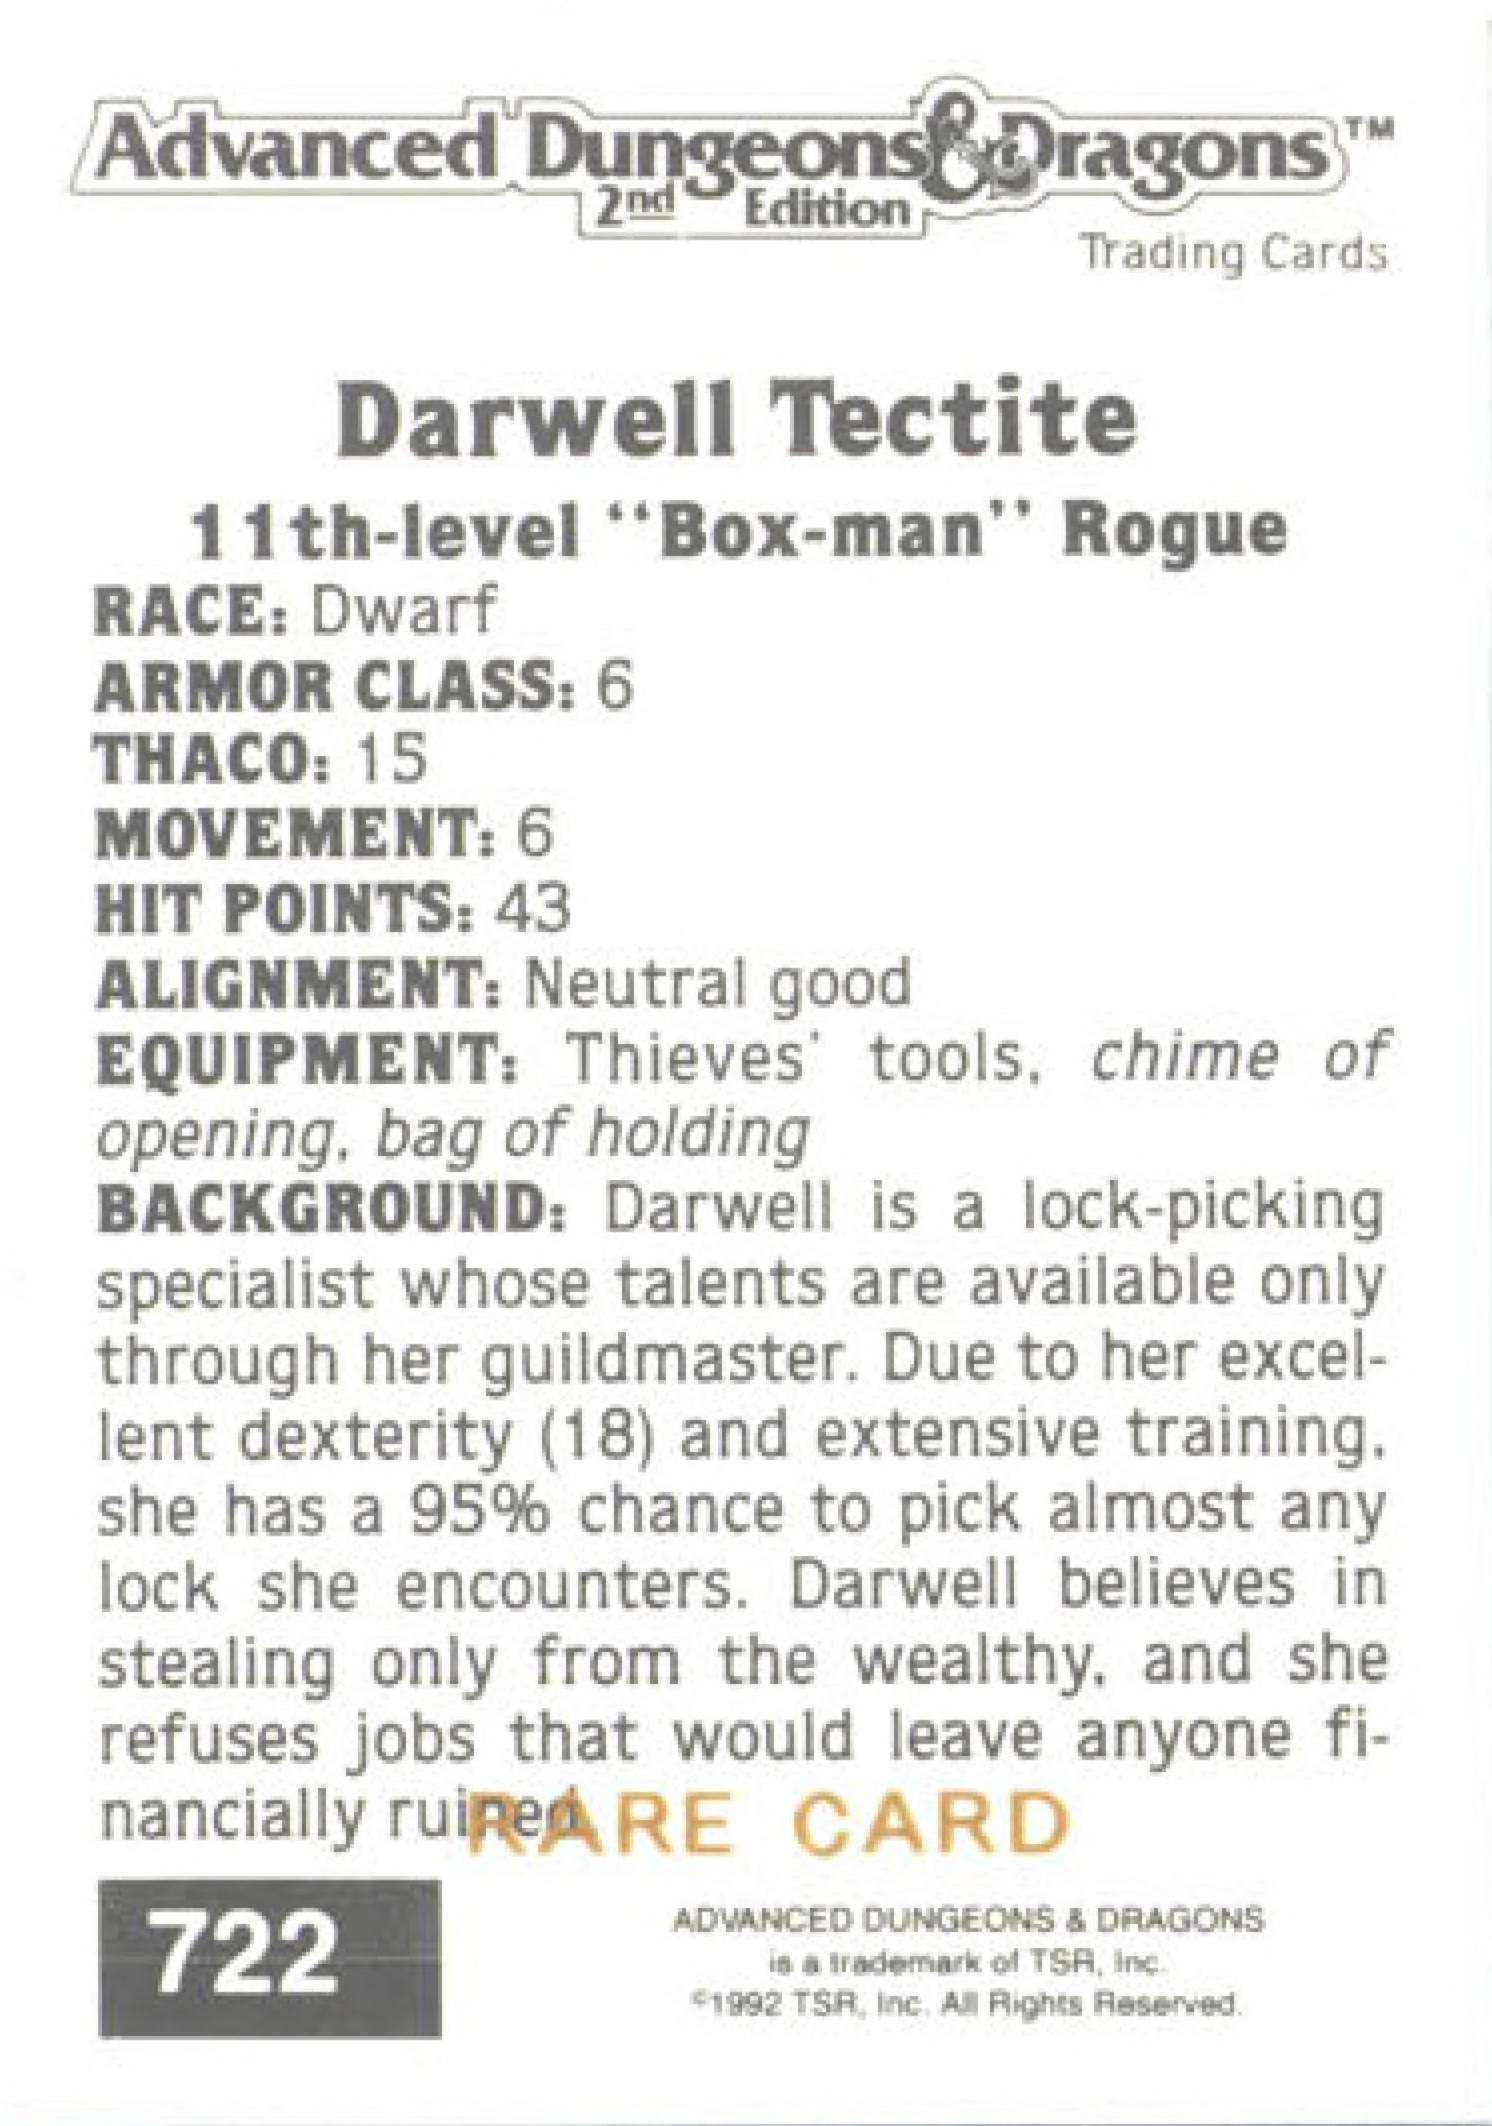 Advanced Dungeons & Dragons™
2nd Edition
Trading Cards
Darwell Tectite
11th-level "Box-man" Rogue
RACE: Dwarf
ARMOR CLASS: 6
THACO: 15
MOVEMENT: 6
HIT POINTS: 43
ALIGNMENT: Neutral good
EQUIPMENT: Thieves' tools, chime of
opening, bag of holding
BACKGROUND: Darwell is a lock-picking
specialist whose talents are available only
through her guildmaster. Due to her excel-
lent dexterity (18) and extensive training,
she has a 95% chance to pick almost any
lock she encounters. Darwell believes in
stealing only from the wealthy, and she
refuses jobs that would leave anyone fi-
nancially ruined.
RARE CARD
722
ADVANCED DUNGEONS & DRAGONS
is a trademark of TSR, Inc.
©1992 TSR, Inc. All Rights Reserved.